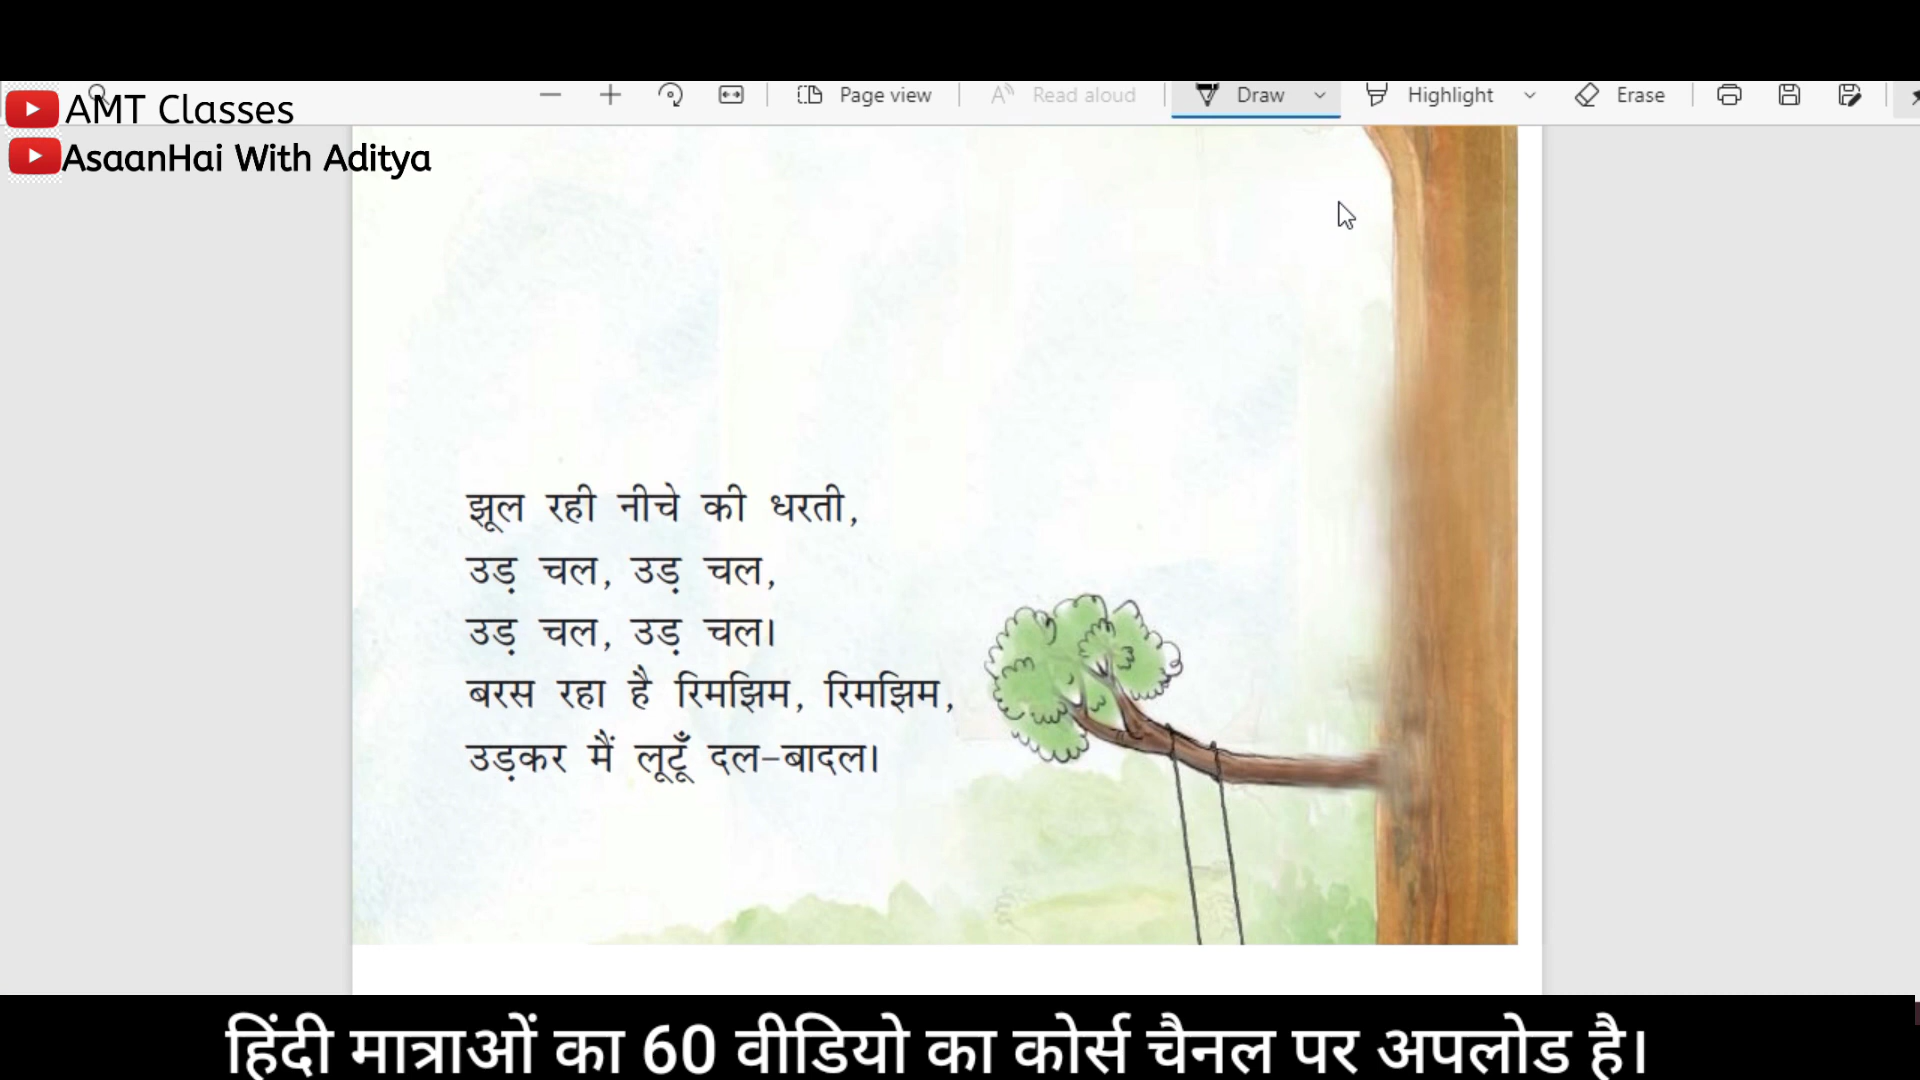 Page view
Read aloud
Draw
Highlight
Erase
AMT Classes
AsaanHai With Aditya
झूल रही नीचे की धरती,
उड़ चल, उड़ चल,
उड़ चल, उड़ चल।
बरस रहा है रिमझिम, रिमझिम,
उड़कर मैं लूटूँ दल-बादल।
हिंदी मात्राओं का 60 वीडियो का कोर्स चैनल पर अपलोड है।